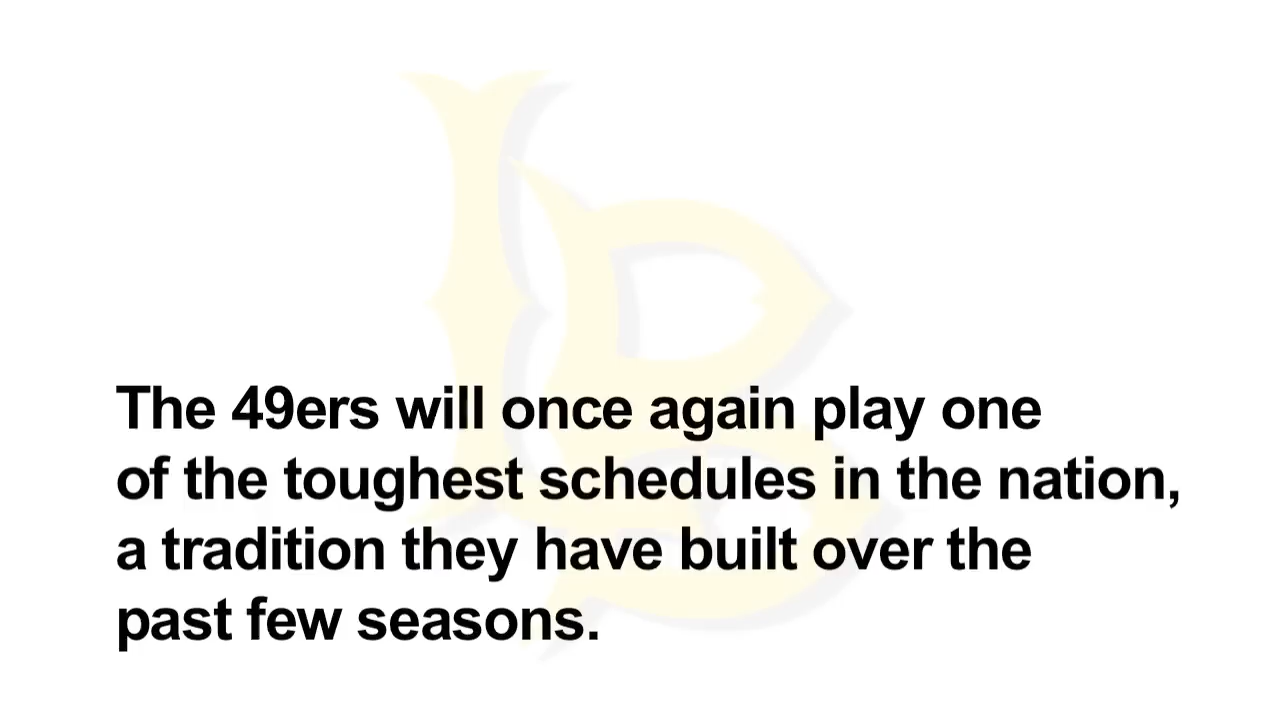 The 49ers will once again play one
of the toughest schedules in the nation,
a tradition they have built over the
past few seasons.